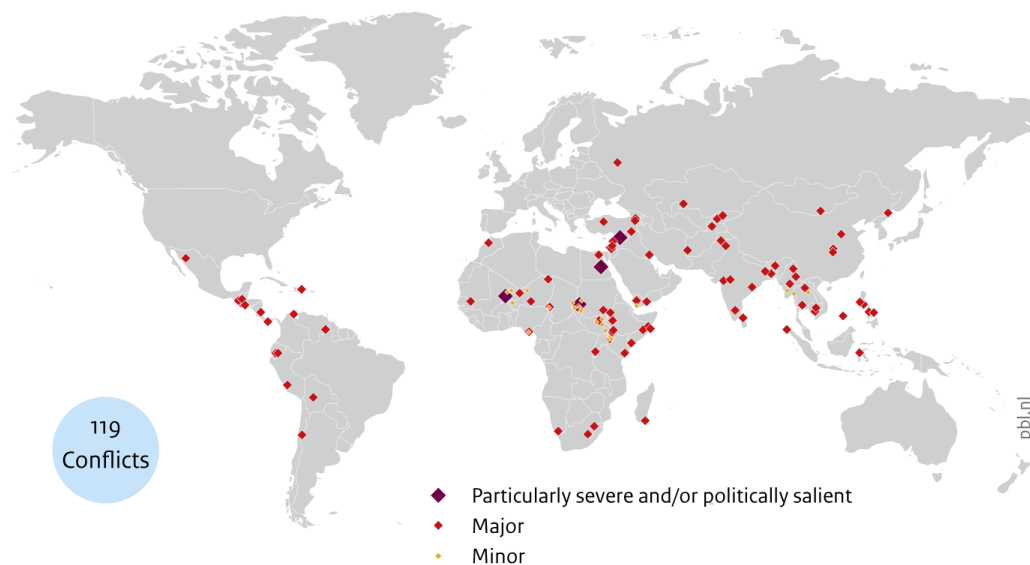 119
Conflicts
Particularly severe and/or politically salient
Major
Minor
pbl.nl